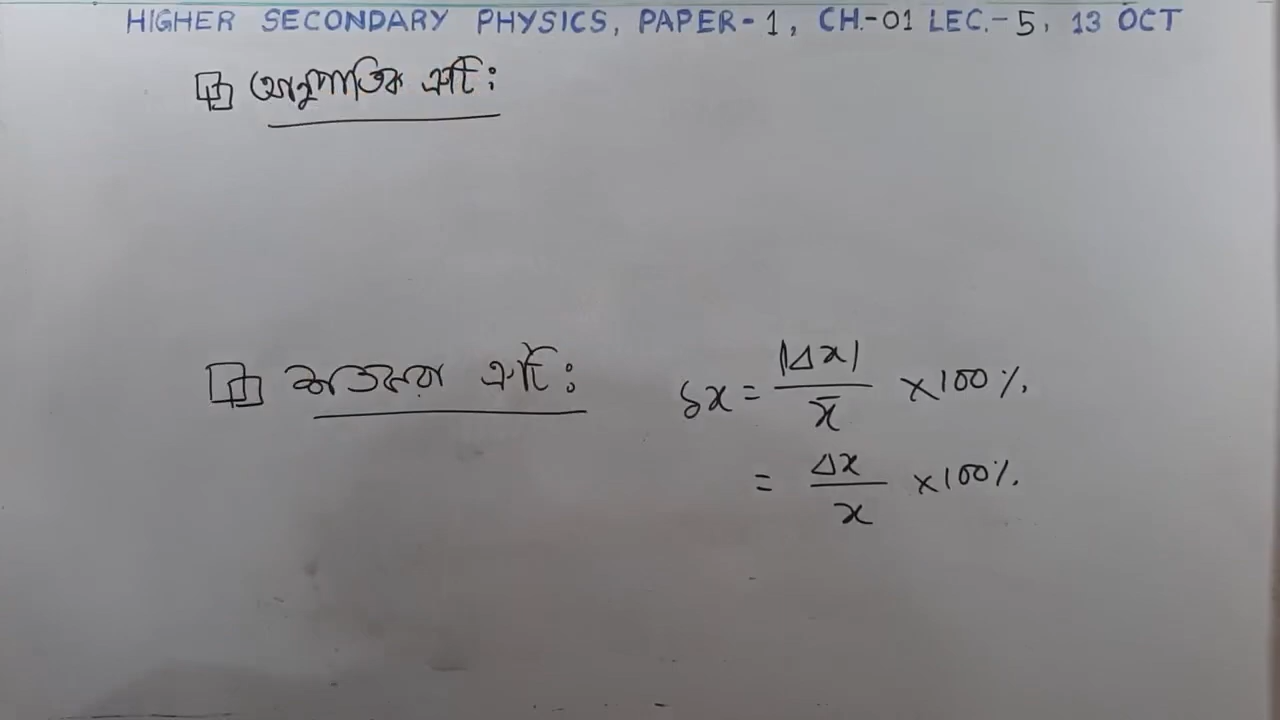 HIGHER SECONDARY PHYSICS, PAPER-1, CH.-01 LEC.-5, 13 OCT
আনুপাতিক ত্রুটি:
শতকরা ত্রুটি: δx = |Δx| / x̄ × 100%
= Δx / x × 100%